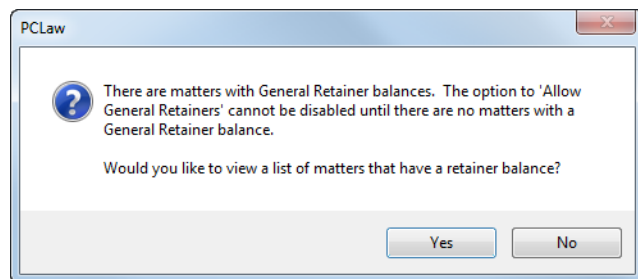 PCLaw
There are matters with General Retainer balances. The option to 'Allow
General Retainers' cannot be disabled until there are no matters with a
General Retainer balance.
Would you like to view a list of matters that have a retainer balance?
Yes No